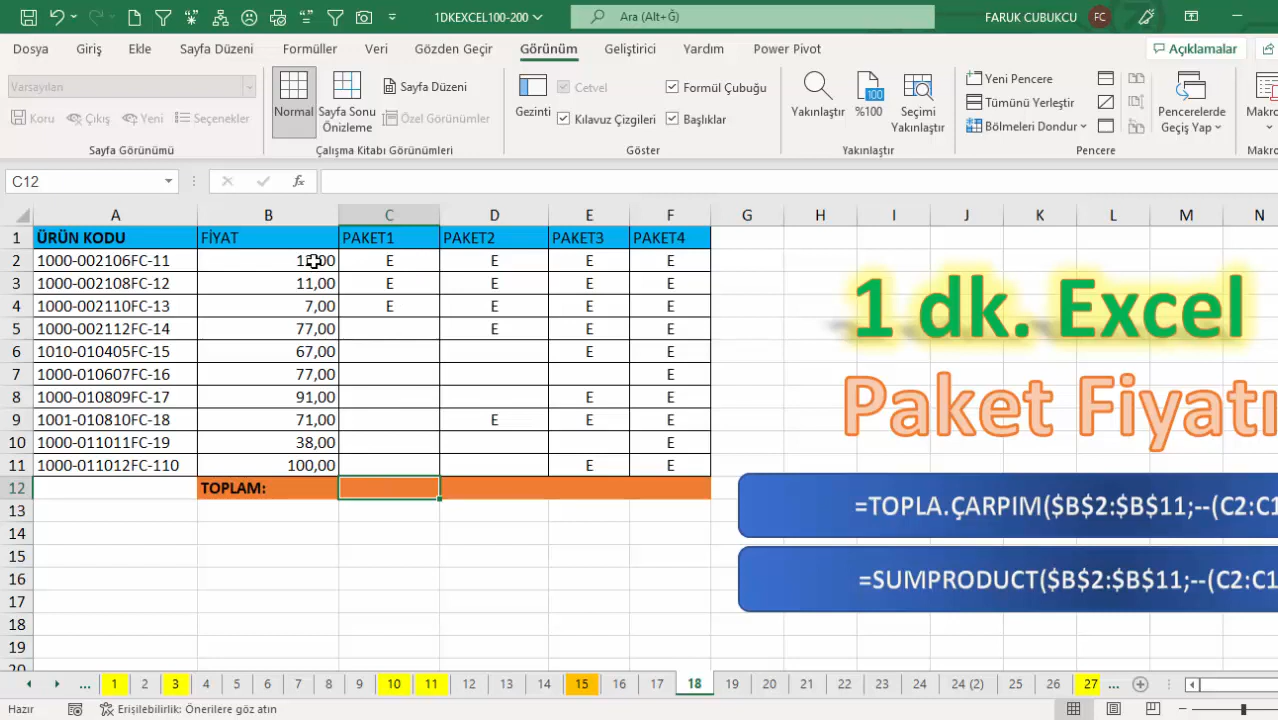 1DKEXCEL100-200
Ara (Alt+Ğ)
FARUK CUBUKCU
FC
Dosya Giriş Ekle Sayfa Düzeni Formüller Veri Gözden Geçir Görünüm Geliştirici Yardım Power Pivot
Açıklamalar
Varsayılan
Koru Çıkış Yeni Seçenekler
Sayfa Görünümü
Normal
Sayfa Sonu
Önizleme
Sayfa Düzeni
Özel Görünümler
Çalışma Kitabı Görünümleri
Gezinti
Cetvel
Formül Çubuğu
Kılavuz Çizgileri
Başlıklar
Göster
Yakınlaştır
100
%100
Seçimi
Yakınlaştır
Yakınlaştır
Yeni Pencere
Tümünü Yerleştir
Bölmeleri Dondur
Pencerelerde
Geçiş Yap
Pencere
C12
fx
A B C D E F G H I J K L M N
1 ÜRÜN KODU FİYAT PAKET1 PAKET2 PAKET3 PAKET4
2 1000-002106FC-11 E E E E
3 1000-002108FC-12 11,00 E E E E
4 1000-002110FC-13 7,00 E E E E
5 1000-002112FC-14 77,00 E E E
6 1010-010405FC-15 67,00 E E
7 1000-010607FC-16 77,00 E
8 1000-010809FC-17 91,00 E E
9 1001-010810FC-18 71,00 E E E
10 1000-011011FC-19 38,00 E
11 1000-011012FC-110 100,00 E E
12 TOPLAM:
13
14
15
16
17
18
19
20
1 dk. Excel
Paket Fiyatı
=TOPLA.ÇARPIM($B$2:$B$11;--(C2:C1
=SUMPRODUCT($B$2:$B$11;--(C2:C1
... 1 2 3 4 5 6 7 8 9 10 11 12 13 14 15 16 17 18 19 20 21 22 23 24 24 (2) 25 26 27 ...
Hazır Erişilebilirlik: Önerilere göz atın